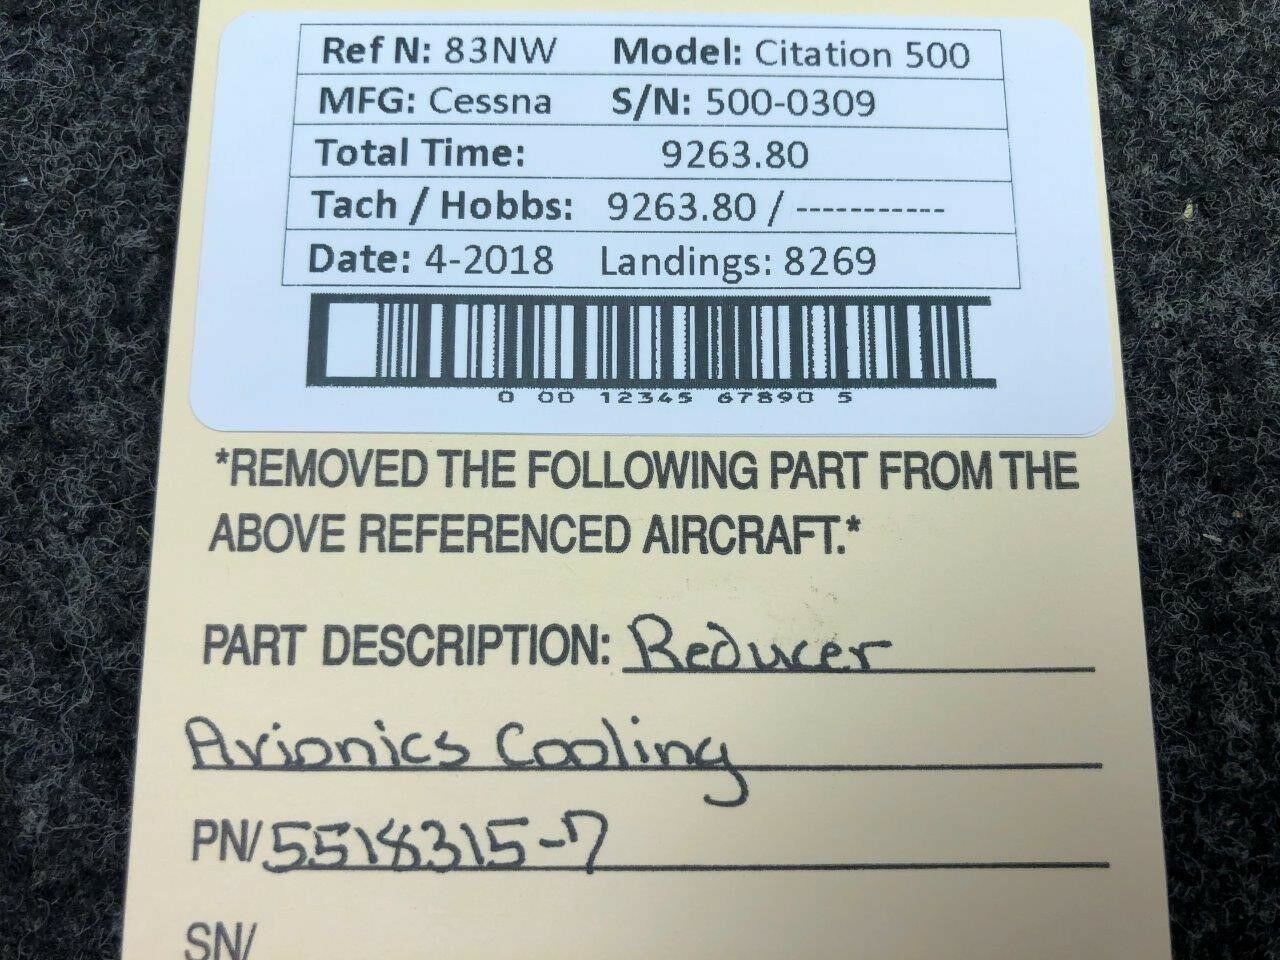 Ref N: 83NW Model: Citation 500
MFG: Cessna S/N: 500-0309
Total Time: 9263.80
Tach / Hobbs: 9263.80 / -----------
Date: 4-2018 Landings: 8269
0 00 12345 67890 5
*REMOVED THE FOLLOWING PART FROM THE
ABOVE REFERENCED AIRCRAFT.*
PART DESCRIPTION: Reducer
Avionics Cooling
PN/ 5518315-7
SN/